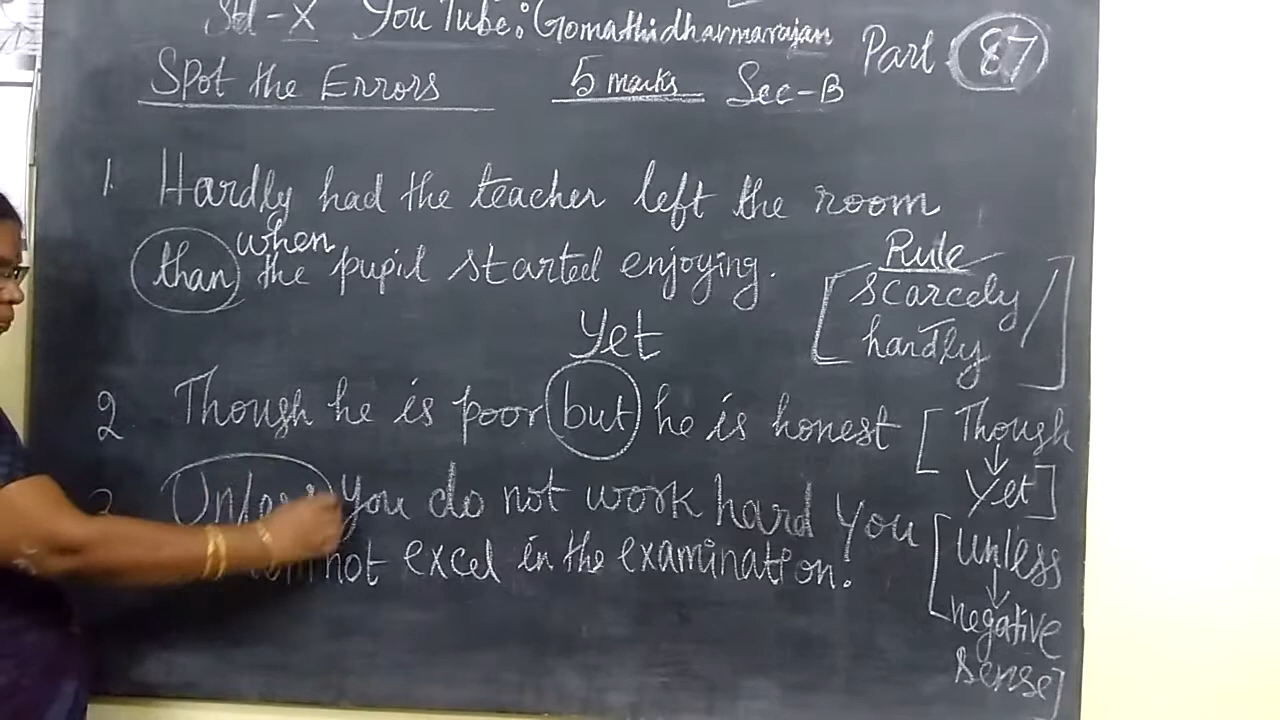 Std - X YouTube: Gomathidharmarajan Part 87
Spot the Errors 5 marks Sec-B
1. Hardly had the teacher left the room
when
than the pupil started enjoying.
Rule
[scarcely /
hardly]
Yet
2 Though he is poor but he is honest
[Though
↓
Yet]
3 Unless you do not work hard you
not excel in the examination.
[unless
↓
negative
sense]